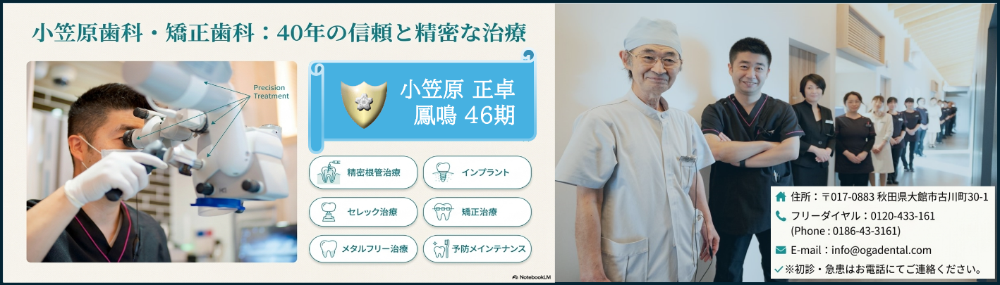 小笠原歯科・矯正歯科：40年の信頼と精密な治療
Precision
Treatment
小笠原 正卓
鳳鳴 46期
精密根管治療
インプラント
セレック治療
矯正治療
メタルフリー治療
予防メインテナンス
NotebookLM
住所：〒017-0883 秋田県大館市古川町30-1
フリーダイヤル：0120-433-161
(Phone : 0186-43-3161)
E-mail：info@ogadental.com
※初診・急患はお電話にてご連絡ください。